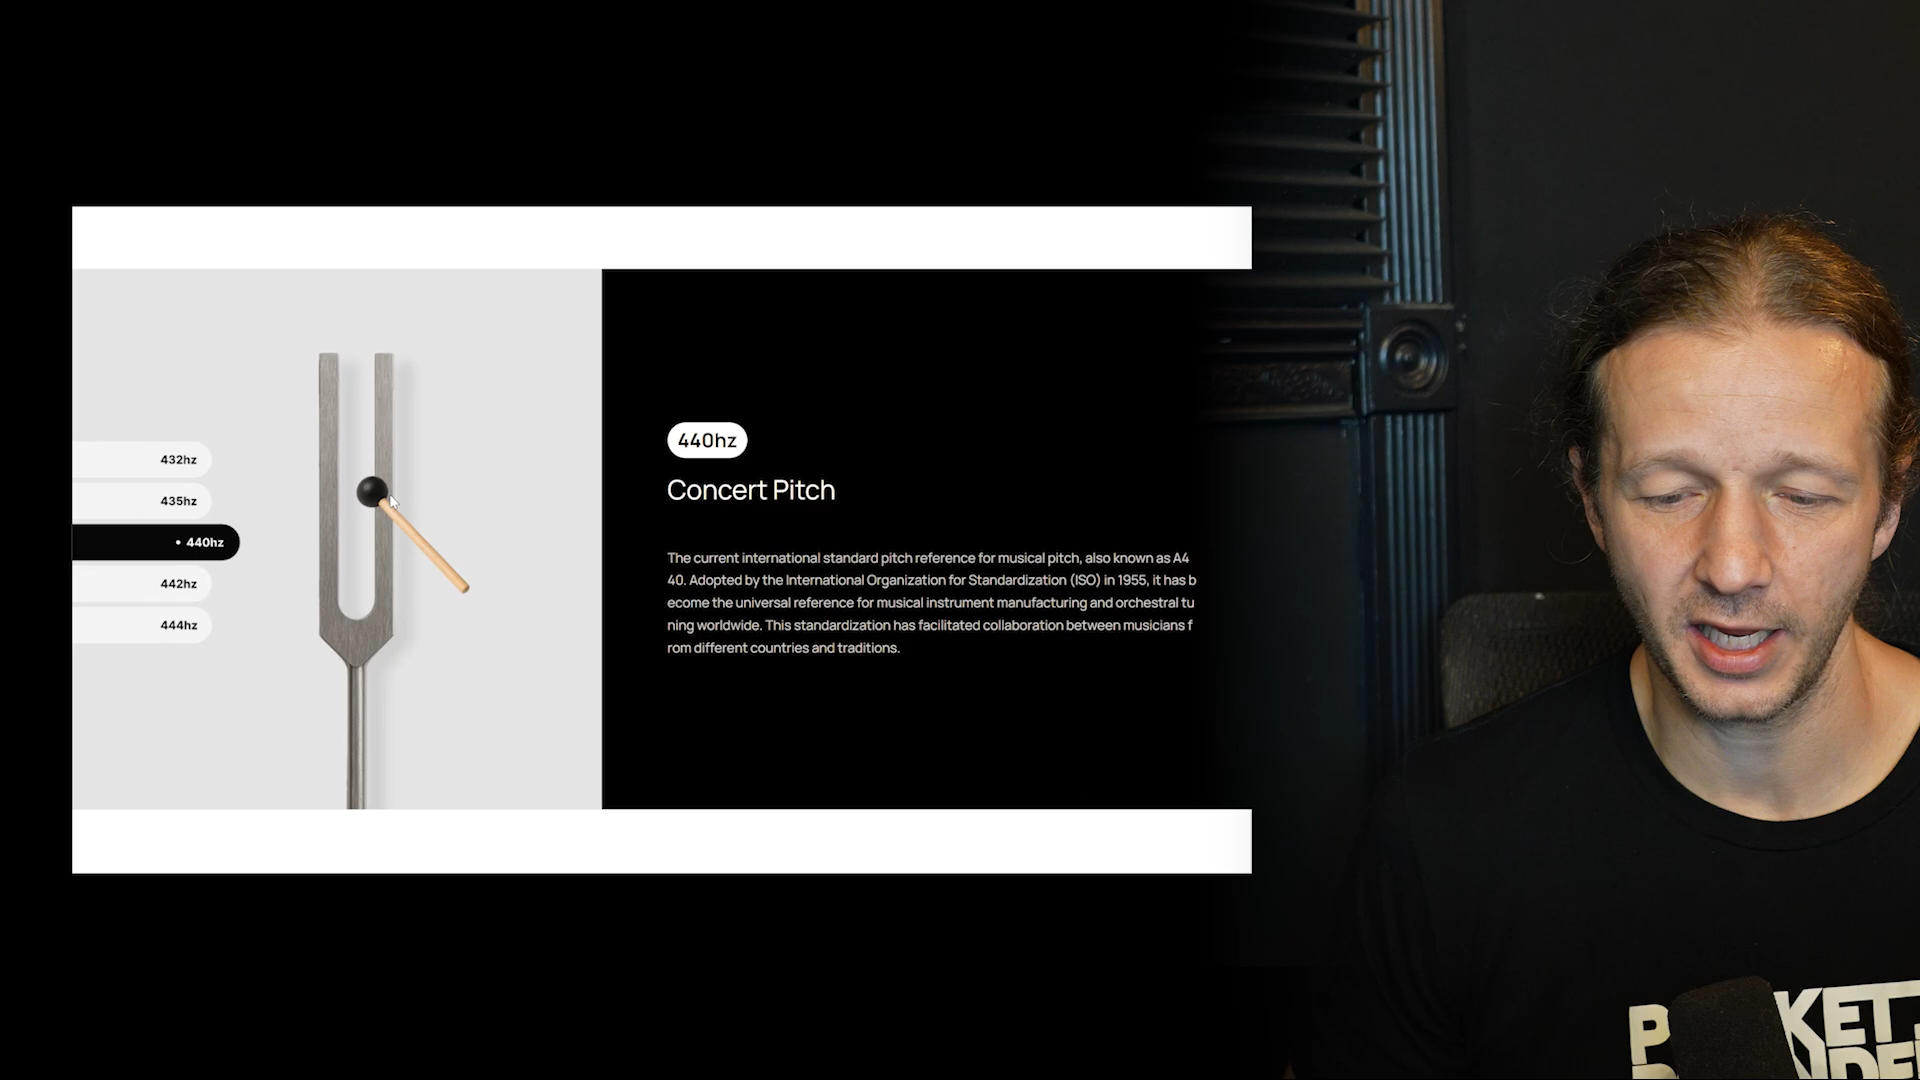 432hz
435hz
• 440hz
442hz
444hz
440hz
Concert Pitch
The current international standard pitch reference for musical pitch, also known as A4
40. Adopted by the International Organization for Standardization (ISO) in 1955, it has b
ecome the universal reference for musical instrument manufacturing and orchestral tu
ning worldwide. This standardization has facilitated collaboration between musicians f
rom different countries and traditions.